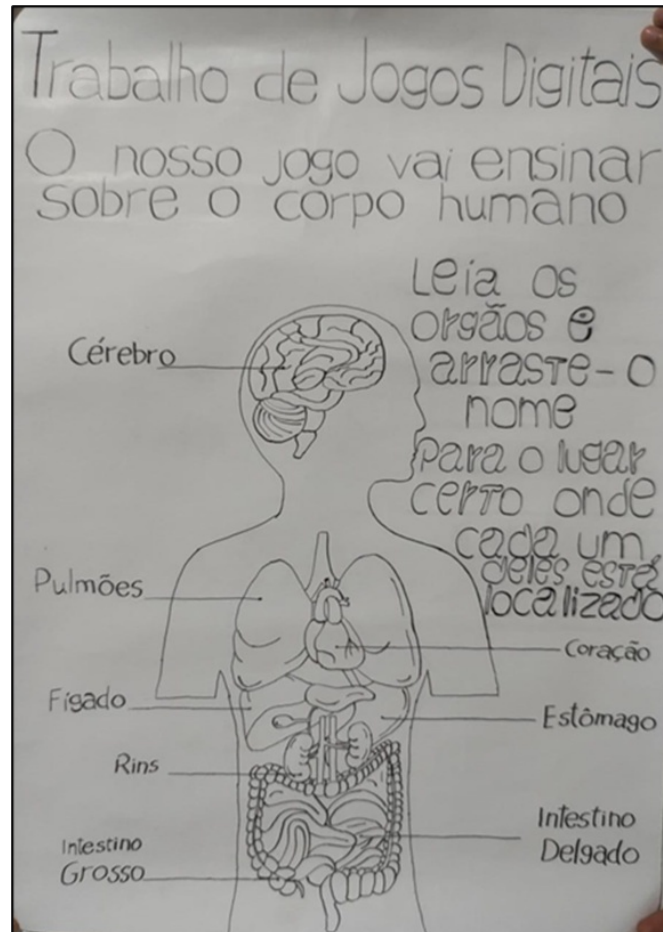 Trabalho de Jogos Digitais
O nosso jogo vai ensinar
sobre o corpo humano
Leia os
orgãos e
arraste-o
nome
para o lugar
certo onde
cada um
deles está
localizado
Cérebro
Pulmões
Coração
Fígado
Estômago
Rins
Intestino
Delgado
Intestino
Grosso